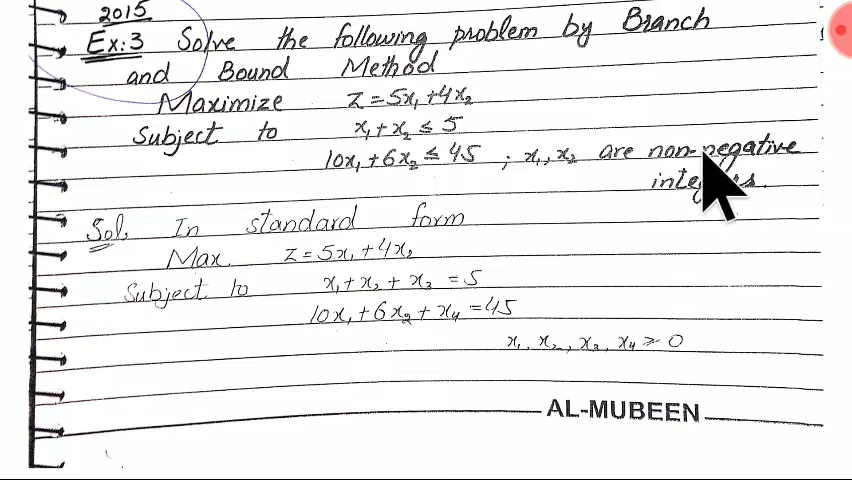 2015
Ex:3 Solve the following problem by Branch
and Bound Method
Maximize Z = 5x₁ + 4x₂
Subject to x₁ + x₂ ≤ 5
10x₁ + 6x₂ ≤ 45 ; x₁, x₂ are non-negative
integers.
Sol. In standard form
Max. Z = 5x₁ + 4x₂
Subject to x₁ + x₂ + x₃ = 5
10x₁ + 6x₂ + x₄ = 45
x₁, x₂, x₃, x₄ ≥ 0
AL-MUBEEN